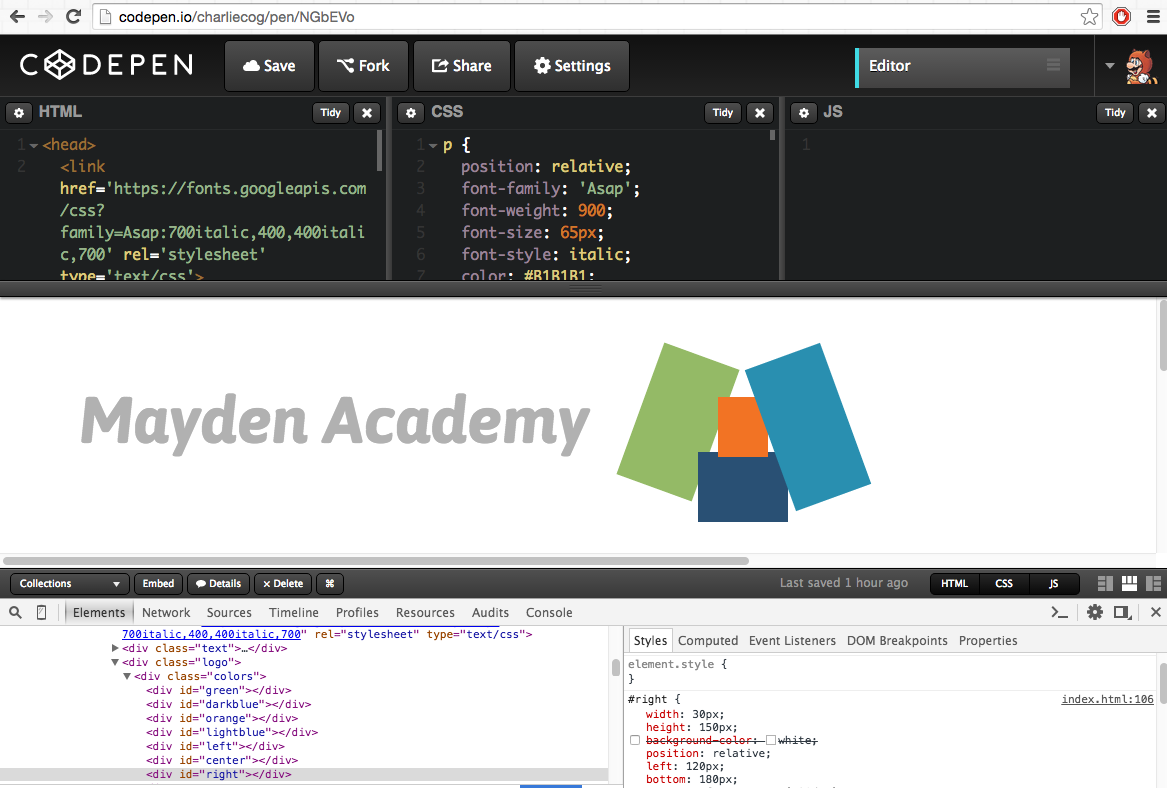 codepen.io/charliecog/pen/NGbEVo
CODEPEN
Save
Fork
Share
Settings
Editor
HTML
Tidy
1 <head>
2 <link
href='https://fonts.googleapis.com
/css?
family=Asap:700italic,400,400itali
c,700' rel='stylesheet'
type='text/css'>
CSS
Tidy
1 p {
2 position: relative;
3 font-family: 'Asap';
4 font-weight: 900;
5 font-size: 65px;
6 font-style: italic;
7 color: #B1B1B1;
JS
Tidy
1
Mayden Academy
Collections
Embed
Details
× Delete
⌘
Last saved 1 hour ago
HTML
CSS
JS
Elements Network Sources Timeline Profiles Resources Audits Console
700italic,400,400italic,700" rel="stylesheet" type="text/css">
<div class="text">…</div>
<div class="logo">
<div class="colors">
<div id="green"></div>
<div id="darkblue"></div>
<div id="orange"></div>
<div id="lightblue"></div>
<div id="left"></div>
<div id="center"></div>
<div id="right"></div>
Styles Computed Event Listeners DOM Breakpoints Properties
element.style {
}
#right { index.html:106
width: 30px;
height: 150px;
background-color: white;
position: relative;
left: 120px;
bottom: 180px;